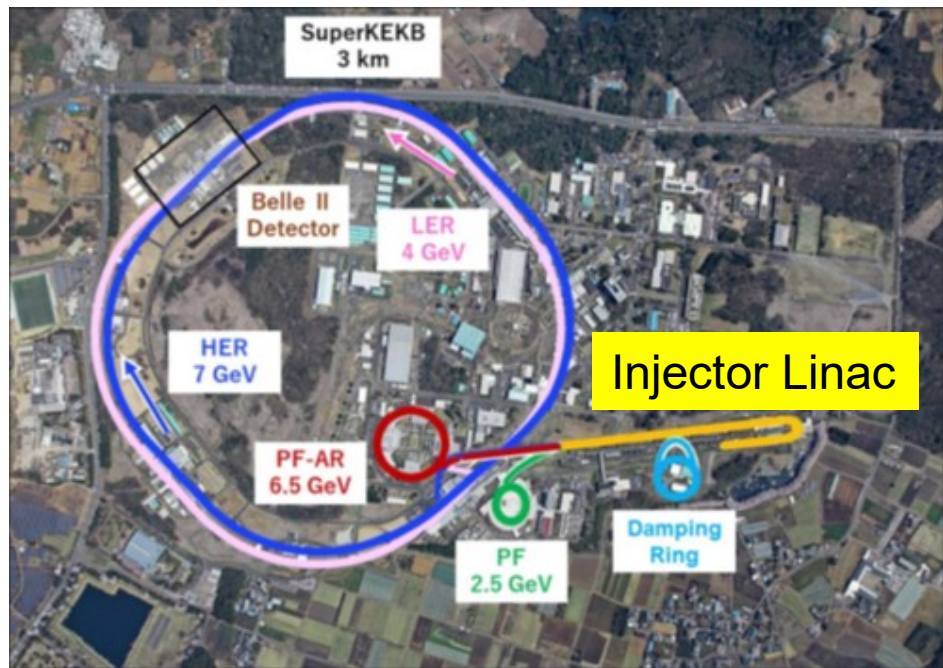 SuperKEKB
3 km
Belle II
Detector
LER
4 GeV
HER
7 GeV
Injector Linac
PF-AR
6.5 GeV
PF
2.5 GeV
Damping
Ring